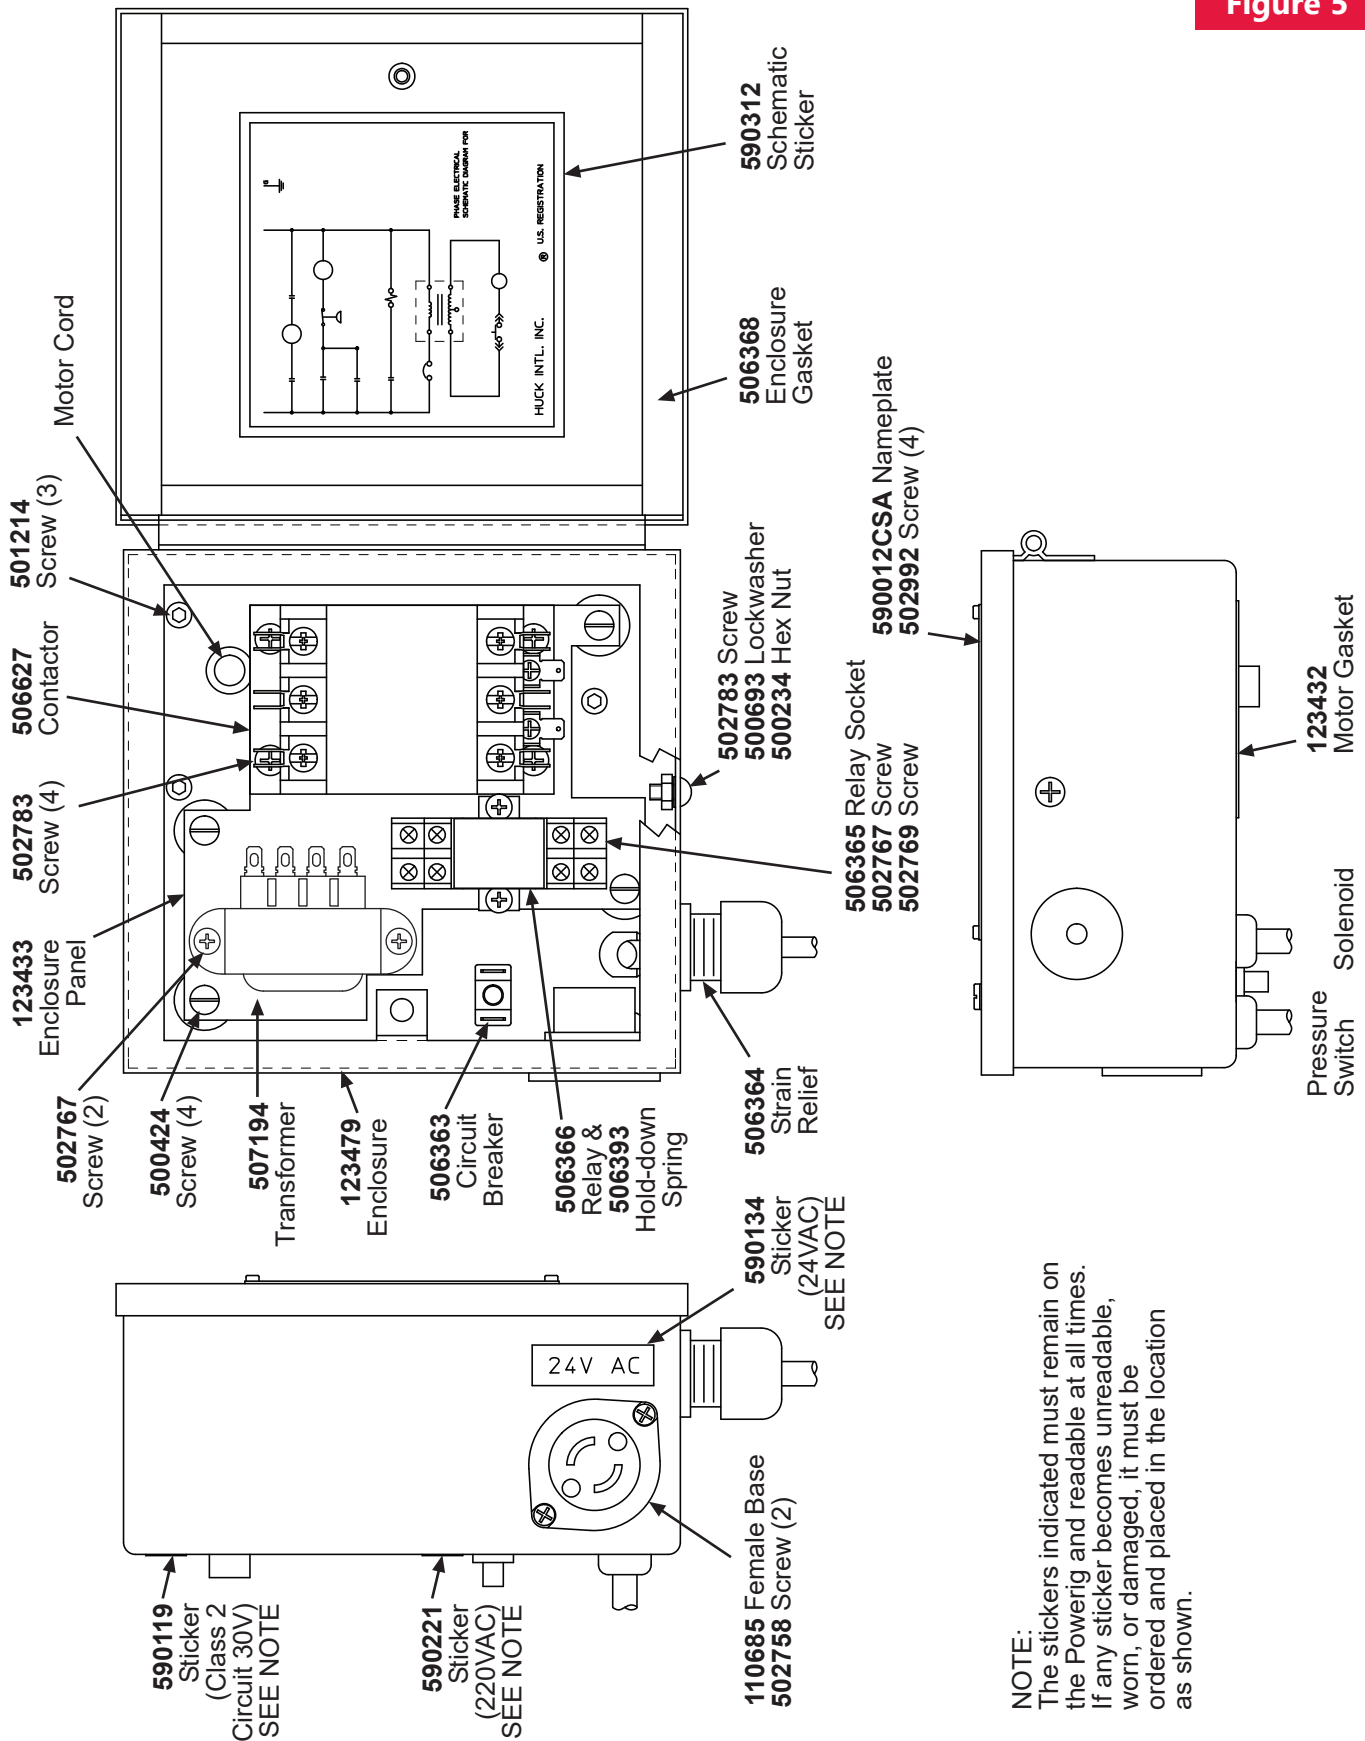 Figure 5
501214
Screw (3)
Motor Cord
506627
Contactor
502783
Screw (4)
123433
Enclosure
Panel
502767
Screw (2)
500424
Screw (4)
507194
Transformer
123479
Enclosure
506363
Circuit
Breaker
506366
Relay &
506393
Hold-down
Spring
506364
Strain
Relief
502783 Screw
500693 Lockwasher
500234 Hex Nut
506365 Relay Socket
502767 Screw
502769 Screw
590312
Schematic
Sticker
506368
Enclosure
Gasket
G
PHASE ELECTRICAL
SCHEMATIC DIAGRAM FOR
HUCK INTL. INC.
® U.S. REGISTRATION
590012CSA Nameplate
502992 Screw (4)
123432
Motor Gasket
Pressure
Switch
Solenoid
590119
Sticker
(Class 2
Circuit 30V)
SEE NOTE
590221
Sticker
(220VAC)
SEE NOTE
110685 Female Base
502758 Screw (2)
24V AC
590134
Sticker
(24VAC)
SEE NOTE
NOTE:
The stickers indicated must remain on
the Powerig and readable at all times.
If any sticker becomes unreadable,
worn, or damaged, it must be
ordered and placed in the location
as shown.